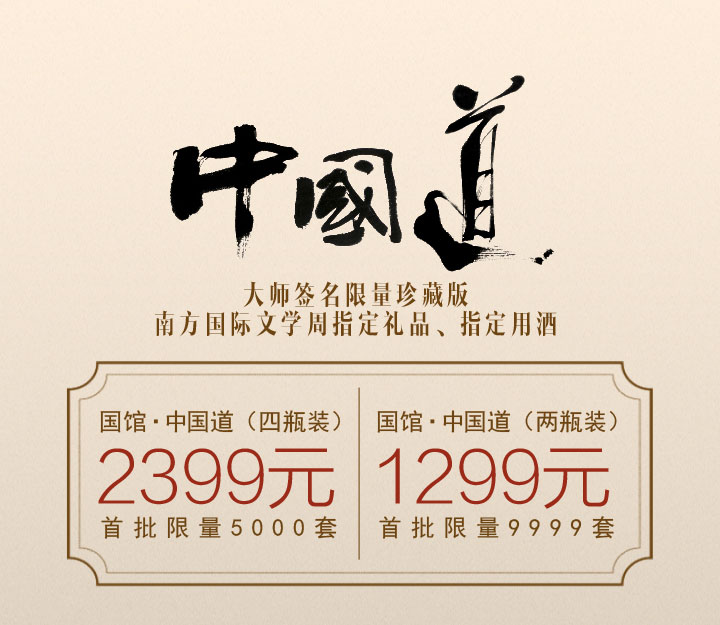 中國道
大师签名限量珍藏版
南方国际文学周指定礼品、指定用酒
国馆·中国道（四瓶装）
2399元
首批限量5000套
国馆·中国道（两瓶装）
1299元
首批限量9999套